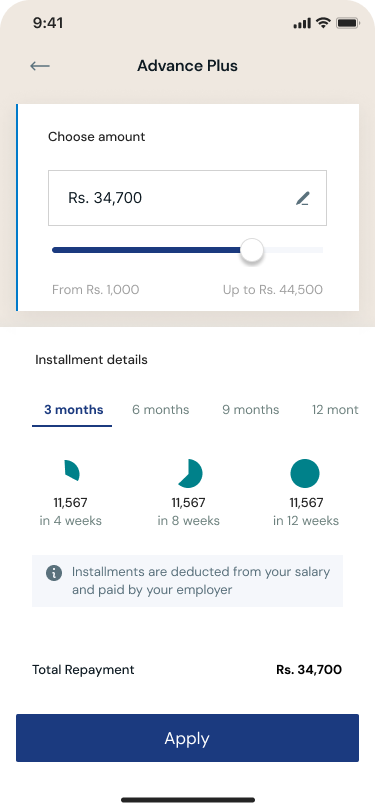 9:41
Advance Plus
Choose amount
Rs. 34,700
From Rs. 1,000 Up to Rs. 44,500
Installment details
3 months 6 months 9 months 12 mont
11,567 11,567 11,567
in 4 weeks in 8 weeks in 12 weeks
Installments are deducted from your salary
and paid by your employer
Total Repayment Rs. 34,700
Apply